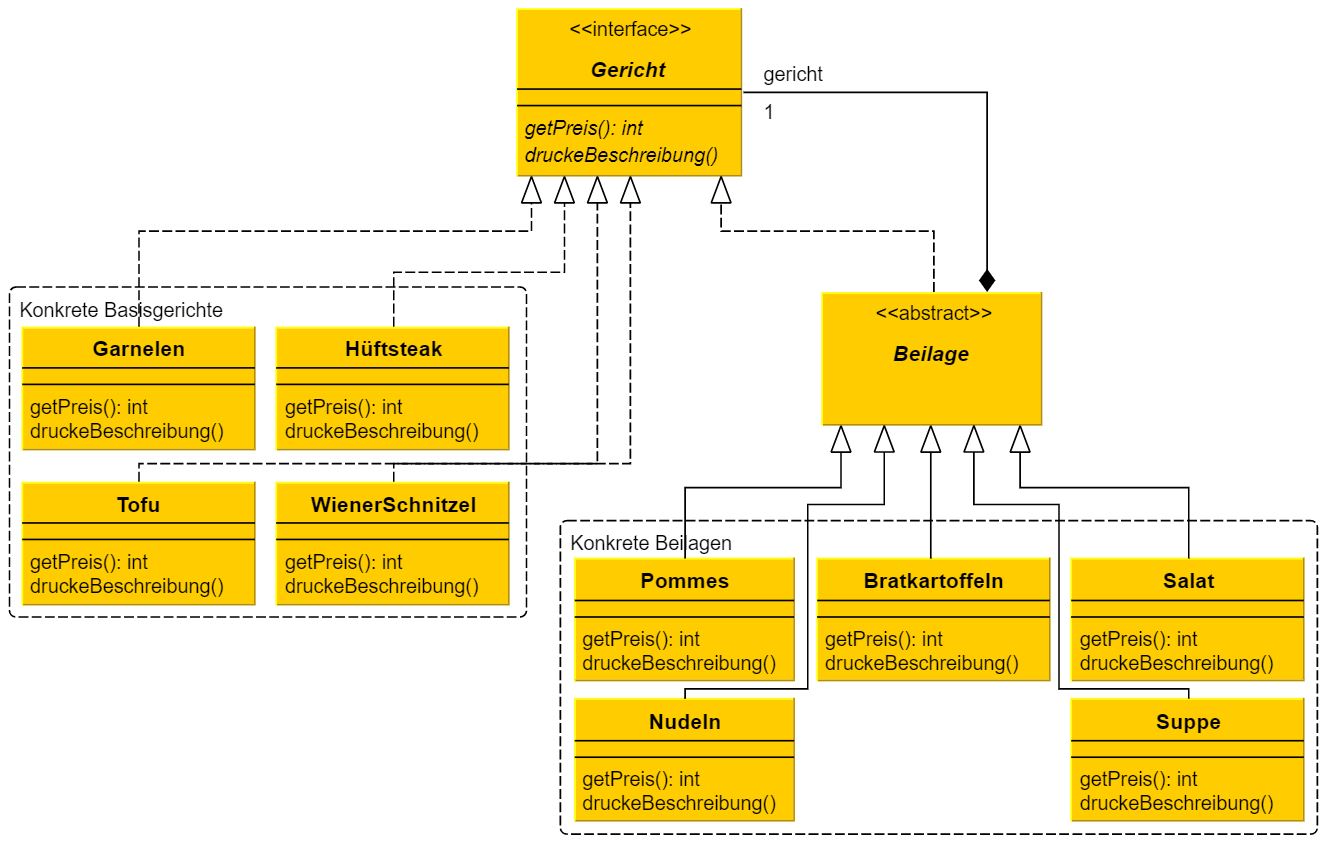 <<interface>>
Gericht
getPreis(): int
druckeBeschreibung()
gericht
1
Konkrete Basisgerichte
Garnelen
getPreis(): int
druckeBeschreibung()
Hüftsteak
getPreis(): int
druckeBeschreibung()
Tofu
getPreis(): int
druckeBeschreibung()
WienerSchnitzel
getPreis(): int
druckeBeschreibung()
<<abstract>>
Beilage
Konkrete Beilagen
Pommes
getPreis(): int
druckeBeschreibung()
Bratkartoffeln
getPreis(): int
druckeBeschreibung()
Salat
getPreis(): int
druckeBeschreibung()
Nudeln
getPreis(): int
druckeBeschreibung()
Suppe
getPreis(): int
druckeBeschreibung()